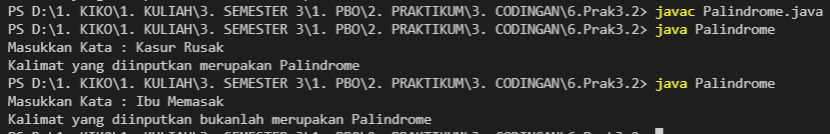 PS D:\1. KIKO\1. KULIAH\3. SEMESTER 3\1. PBO\2. PRAKTIKUM\3. CODINGAN\6.Prak3.2> javac Palindrome.java
PS D:\1. KIKO\1. KULIAH\3. SEMESTER 3\1. PBO\2. PRAKTIKUM\3. CODINGAN\6.Prak3.2> java Palindrome
Masukkan Kata : Kasur Rusak
Kalimat yang diinputkan merupakan Palindrome
PS D:\1. KIKO\1. KULIAH\3. SEMESTER 3\1. PBO\2. PRAKTIKUM\3. CODINGAN\6.Prak3.2> java Palindrome
Masukkan Kata : Ibu Memasak
Kalimat yang diinputkan bukanlah merupakan Palindrome
PS D:\1. KIKO\1. KULIAH\3. SEMESTER 3\1. PBO\2. PRAKTIKUM\3. CODINGAN\6.Prak3.2>